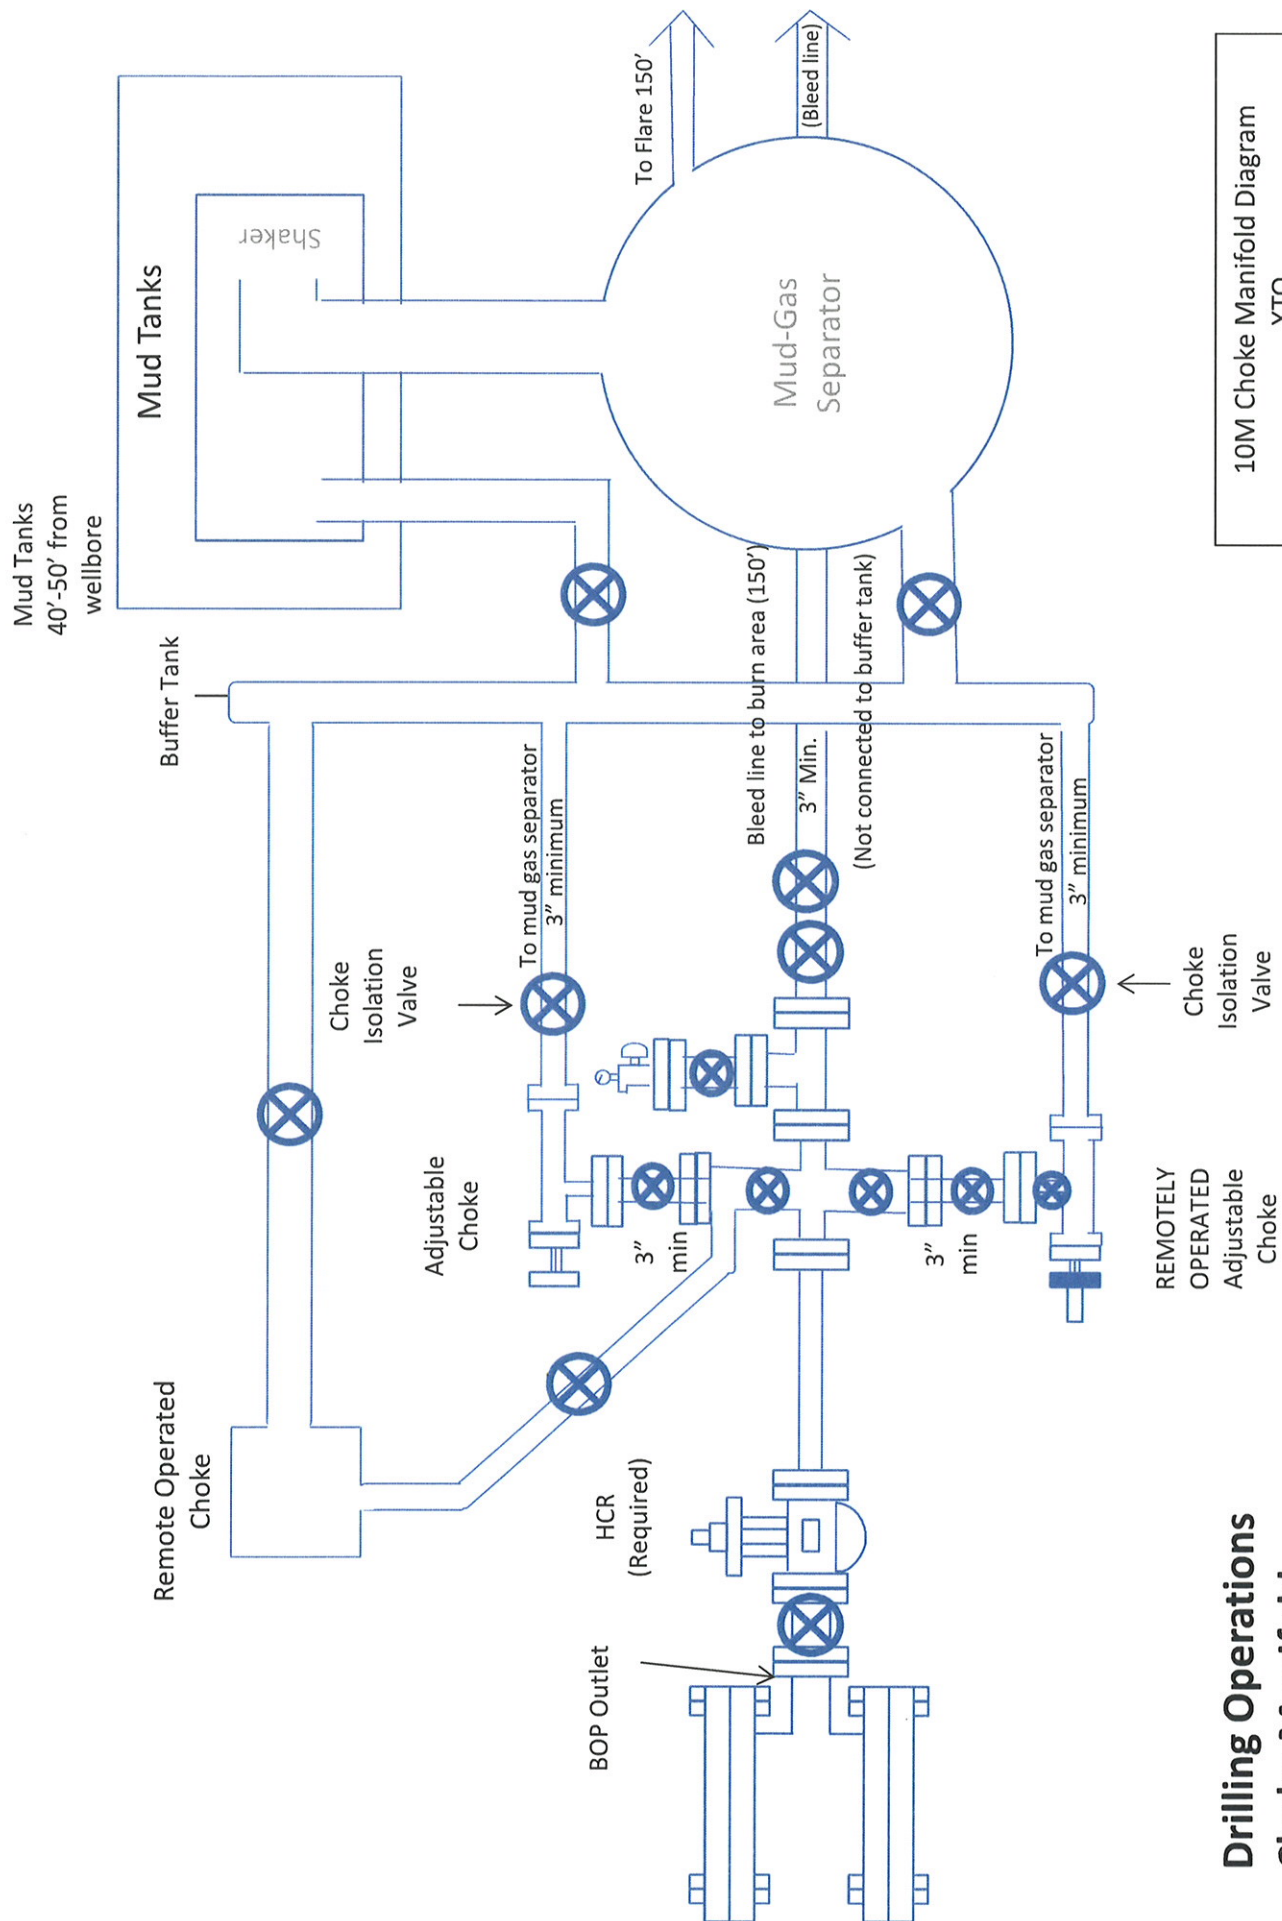 Mud Tanks
40'-50' from
wellbore
Mud Tanks
Shaker
Buffer Tank
To Flare 150'
(Bleed line)
Mud-Gas
Separator
Remote Operated
Choke
Adjustable
Choke
Choke
Isolation
Valve
To mud gas separator
3" minimum
Bleed line to burn area (150')
3" Min.
(Not connected to buffer tank)
To mud gas separator
3" minimum
3"
min
3"
min
HCR
(Required)
BOP Outlet
REMOTELY
OPERATED
Adjustable
Choke
Choke
Isolation
Valve
10M Choke Manifold Diagram
XTO
Drilling Operations